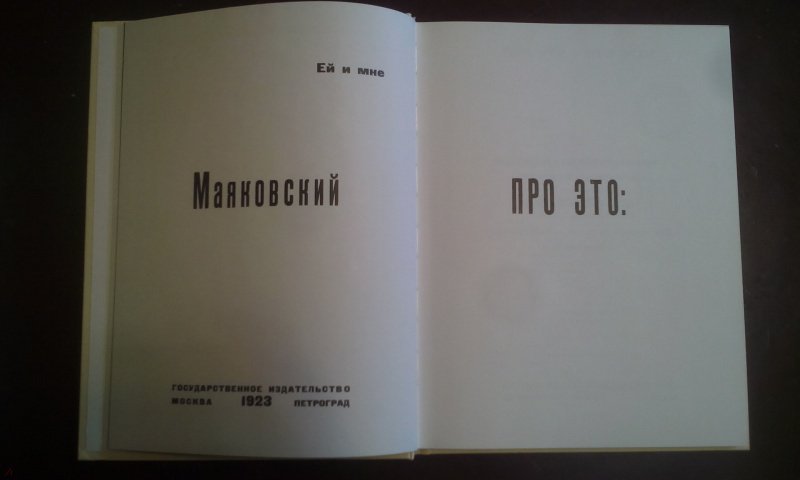 Ей и мне
Маяковский
ГОСУДАРСТВЕННОЕ ИЗДАТЕЛЬСТВО
МОСКВА 1923 ПЕТРОГРАД
ПРО ЭТО: